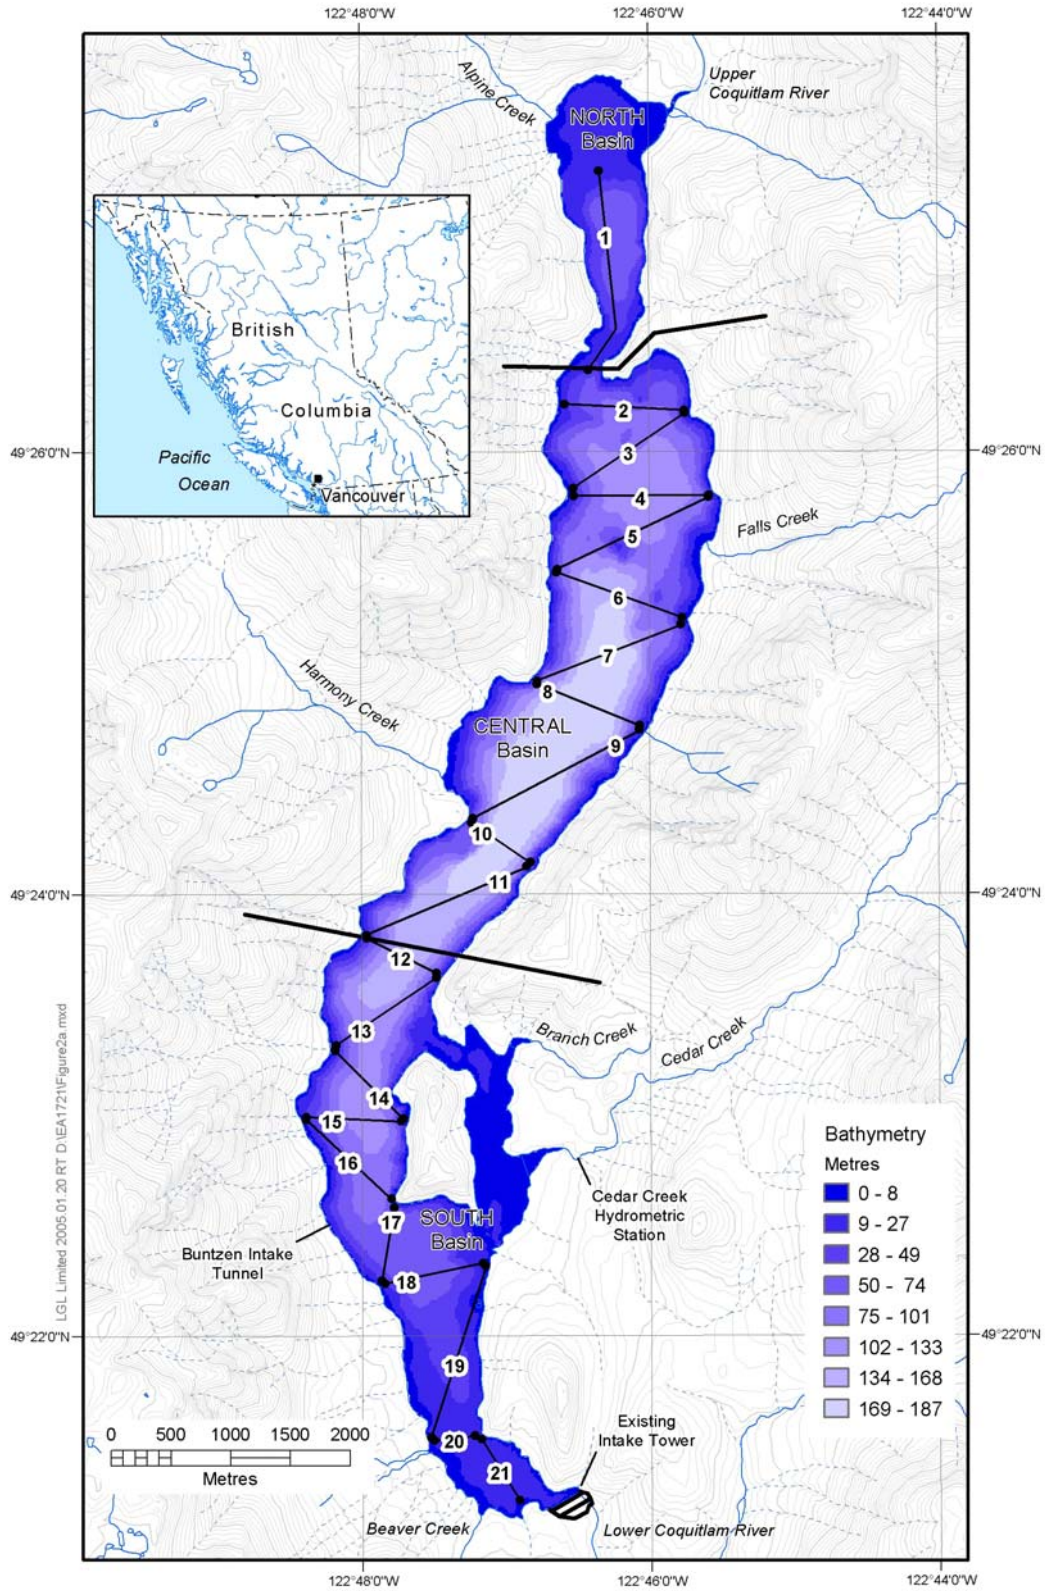 122°48'0"W
122°46'0"W
122°44'0"W
Alpine Creek
Upper
Coquitlam River
NORTH
Basin
1
British
Columbia
Pacific
Ocean
Vancouver
2
3
49°26'0"N
49°26'0"N
4
5
Falls Creek
6
7
8
Harmony Creek
CENTRAL
Basin
9
10
11
49°24'0"N
49°24'0"N
12
13
Branch Creek
Cedar Creek
14
15
16
17
SOUTH
Basin
18
Buntzen Intake
Tunnel
Cedar Creek
Hydrometric
Station
Bathymetry
Metres
0 - 8
9 - 27
28 - 49
50 - 74
75 - 101
102 - 133
134 - 168
169 - 187
49°22'0"N
49°22'0"N
19
20
21
Existing
Intake Tower
0 500 1000 1500 2000
Metres
Beaver Creek
Lower Coquitlam River
LGL Limited 2005.01.20 RT D:\EA1721\Figure2a.mxd
122°48'0"W
122°46'0"W
122°44'0"W